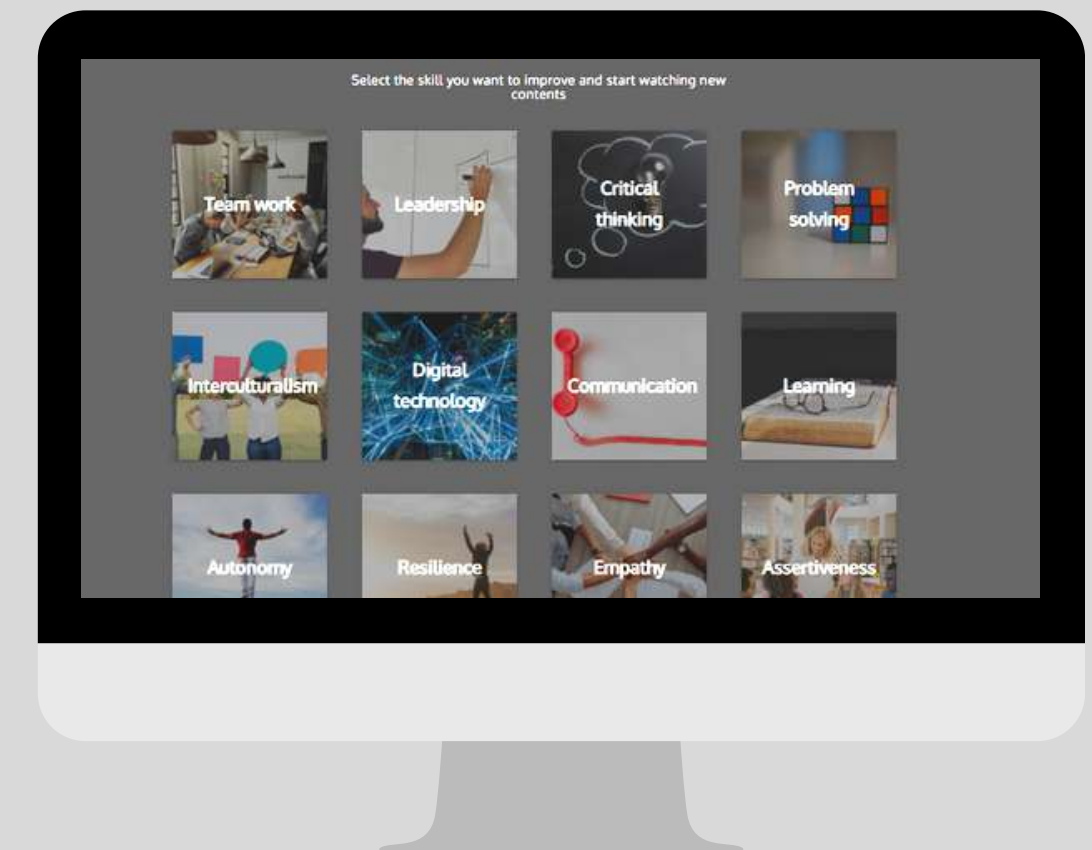 Select the skill you want to improve and start watching new
contents
Team work
Leadership
Critical
thinking
Problem
solving
Interculturalism
Digital
technology
Communication
Learning
Autonomy
Resilience
Empathy
Assertiveness